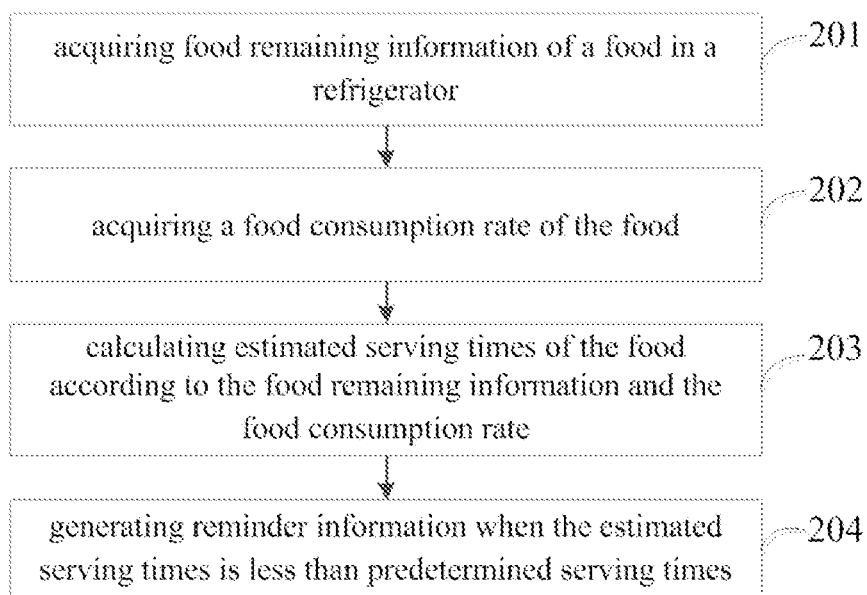 acquiring food remaining information of a food in a
refrigerator
201
acquiring a food consumption rate of the food
202
calculating estimated serving times of the food
according to the food remaining information and the
food consumption rate
203
generating reminder information when the estimated
serving times is less than predetermined serving times
204